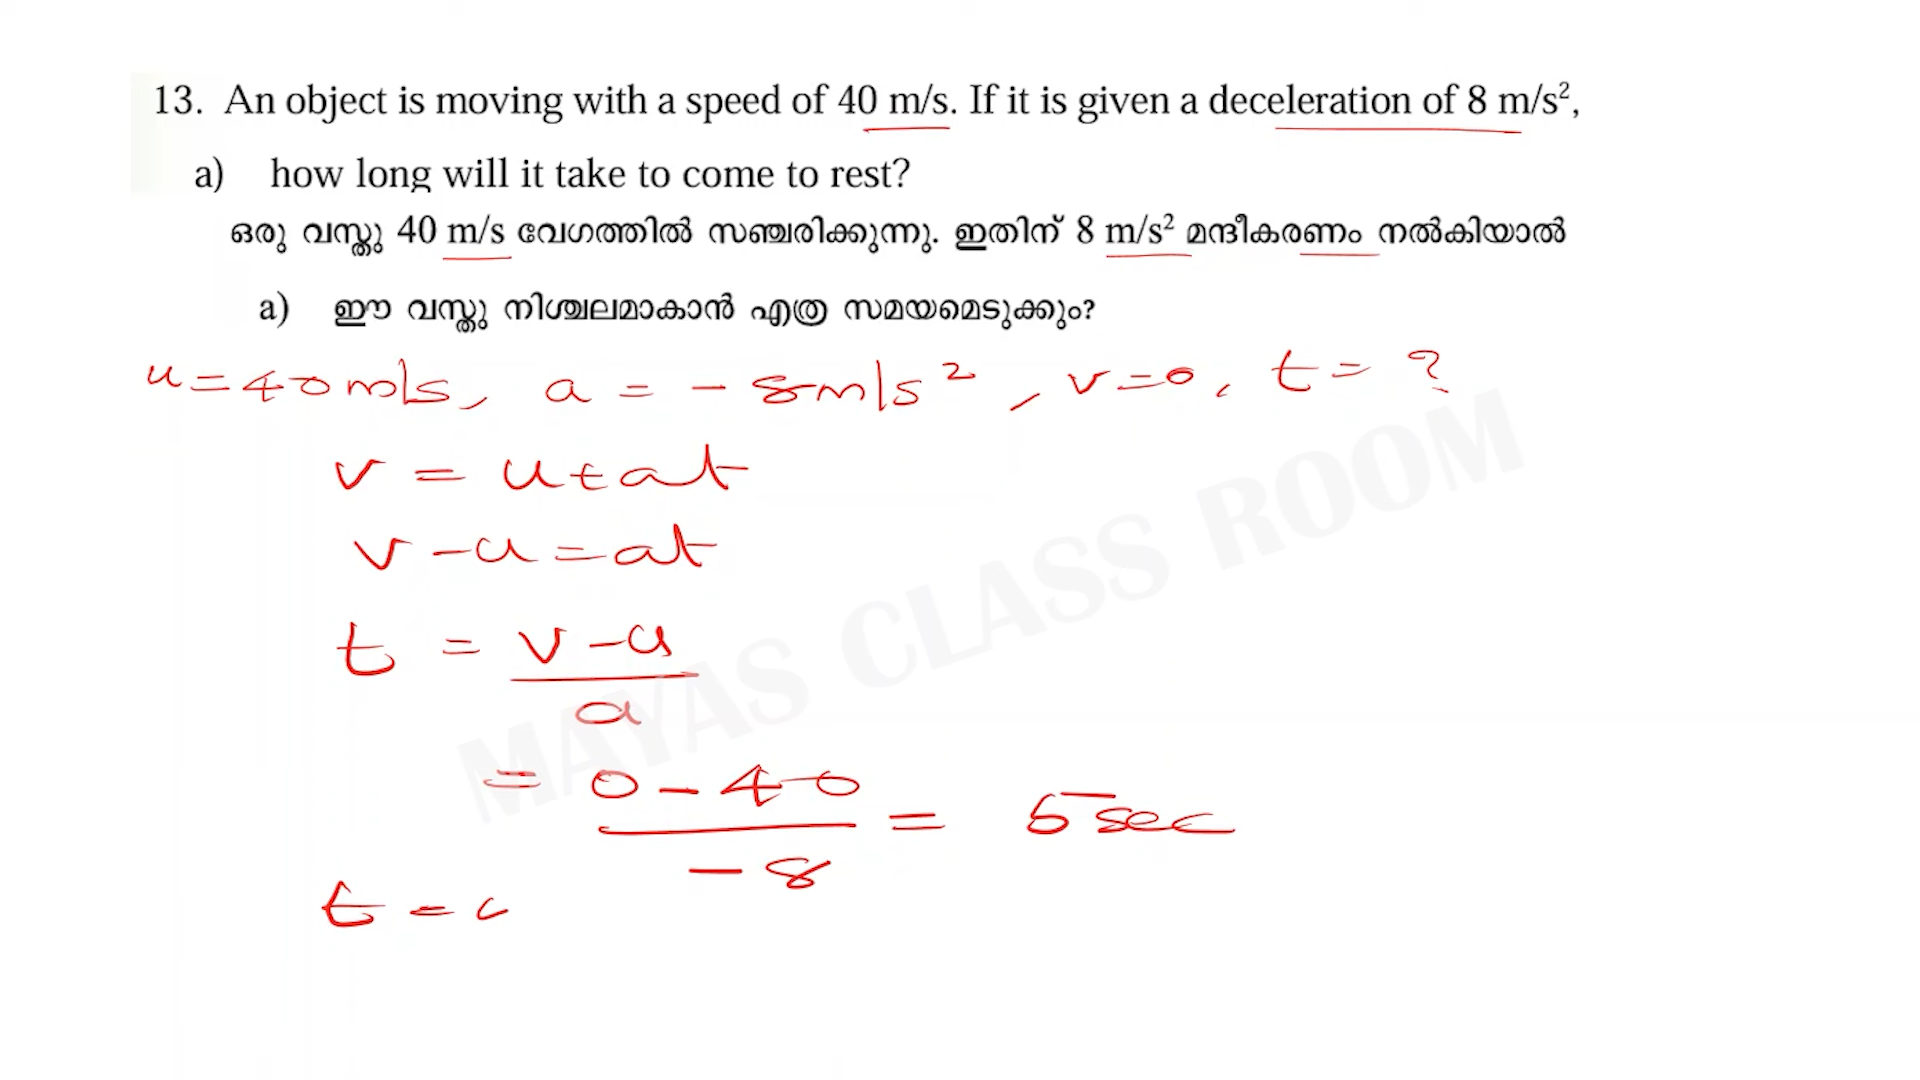 13. An object is moving with a speed of 40 m/s. If it is given a deceleration of 8 m/s²,
a) how long will it take to come to rest?
ഒരു വസ്തു 40 m/s വേഗത്തിൽ സഞ്ചരിക്കുന്നു. ഇതിന് 8 m/s² മന്ദീകരണം നൽകിയാൽ
a) ഈ വസ്തു നിശ്ചലമാകാൻ എത്ര സമയമെടുക്കും?
u = 40 m/s, a = - 8m/s², v=0, t = ?
v = u+at
v - u = at
t = v - u
a
= 0 - 40
- 8
= 5 sec
t =
MAYAS CLASS ROOM